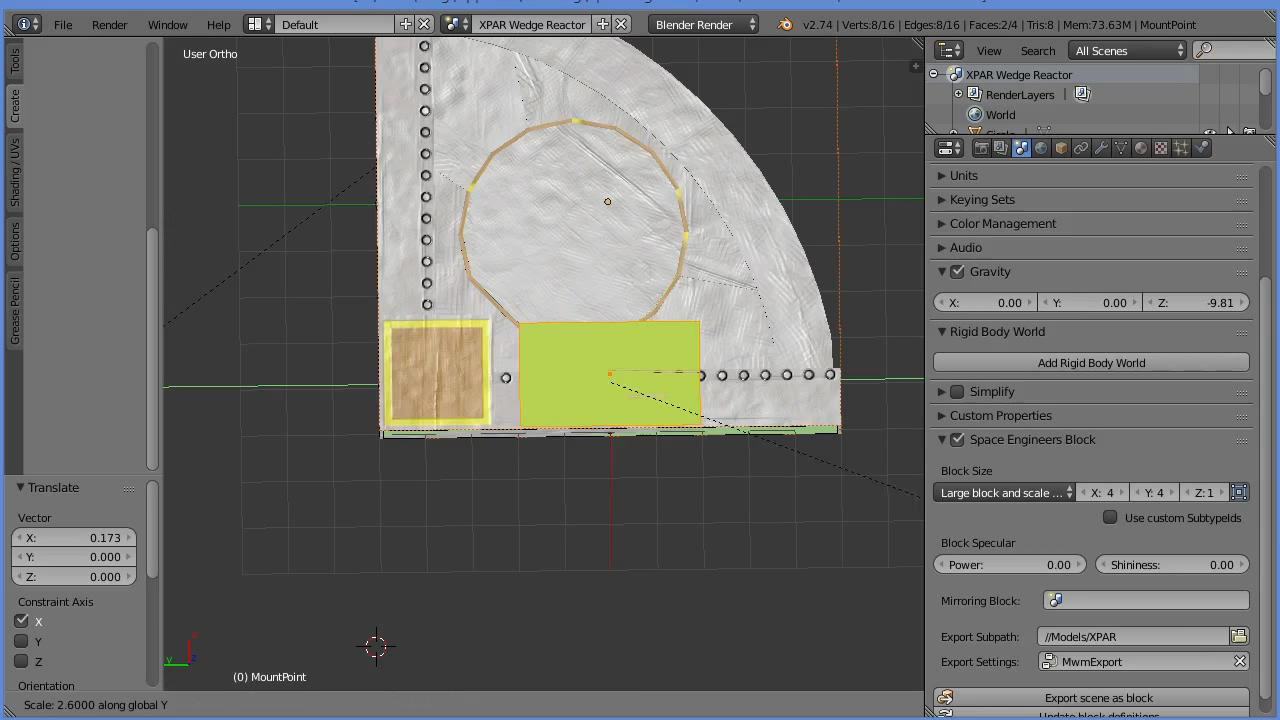 File Render Window Help Default XPAR Wedge Reactor Blender Render v2.74 | Verts:8/16 | Edges:8/16 | Faces:2/4 | Tris:8 | Mem:73.63M | MountPoint
User Ortho
View Search All Scenes
XPAR Wedge Reactor
RenderLayers |
World
Tools
Create
Shading / UVs
Options
Grease Pencil
Translate
Vector
X: 0.173
Y: 0.000
Z: 0.000
Constraint Axis
X
Y
Z
Orientation
(0) MountPoint
Scale: 2.6000 along global Y
Units
Keying Sets
Color Management
Audio
Gravity
X: 0.00 Y: 0.00 Z: -9.81
Rigid Body World
Add Rigid Body World
Simplify
Custom Properties
Space Engineers Block
Block Size
Large block and scale ... X: 4 Y: 4 Z: 1
Use custom SubtypeIds
Block Specular
Power: 0.00 Shininess: 0.00
Mirroring Block:
Export Subpath: //Models/XPAR
Export Settings: MwmExport
Export scene as block
Update block definitions